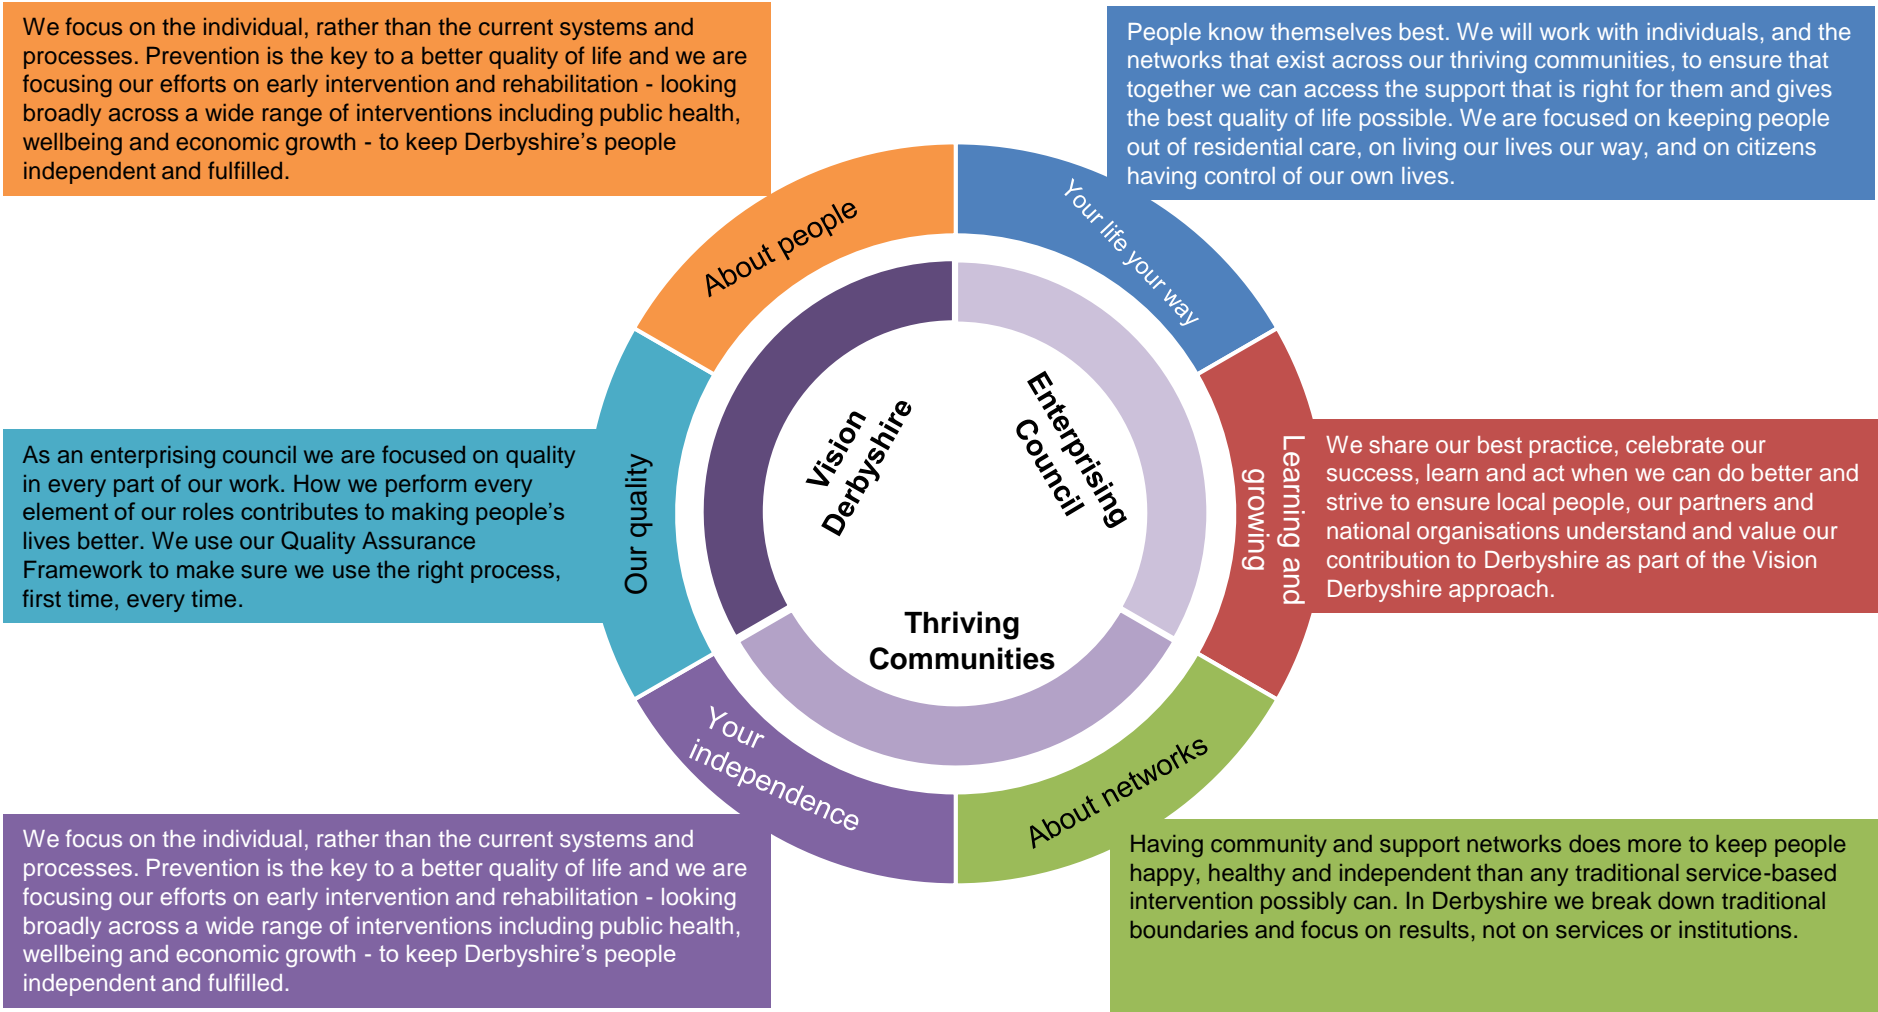 We focus on the individual, rather than the current systems and
processes. Prevention is the key to a better quality of life and we are
focusing our efforts on early intervention and rehabilitation - looking
broadly across a wide range of interventions including public health,
wellbeing and economic growth - to keep Derbyshire’s people
independent and fulfilled.
People know themselves best. We will work with individuals, and the
networks that exist across our thriving communities, to ensure that
together we can access the support that is right for them and gives
the best quality of life possible. We are focused on keeping people
out of residential care, on living our lives our way, and on citizens
having control of our own lives.
About people
Your life your way
Vision
Derbyshire
Enterprising
Council
Thriving
Communities
As an enterprising council we are focused on quality
in every part of our work. How we perform every
element of our roles contributes to making people’s
lives better. We use our Quality Assurance
Framework to make sure we use the right process,
first time, every time.
Our quality
Learning and
growing
We share our best practice, celebrate our
success, learn and act when we can do better and
strive to ensure local people, our partners and
national organisations understand and value our
contribution to Derbyshire as part of the Vision
Derbyshire approach.
Your
independence
About networks
We focus on the individual, rather than the current systems and
processes. Prevention is the key to a better quality of life and we are
focusing our efforts on early intervention and rehabilitation - looking
broadly across a wide range of interventions including public health,
wellbeing and economic growth - to keep Derbyshire’s people
independent and fulfilled.
Having community and support networks does more to keep people
happy, healthy and independent than any traditional service-based
intervention possibly can. In Derbyshire we break down traditional
boundaries and focus on results, not on services or institutions.